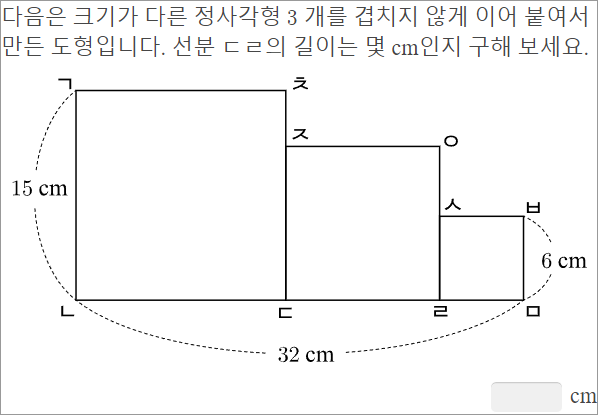 다음은 크기가 다른 정사각형 3 개를 겹치지 않게 이어 붙여서
만든 도형입니다. 선분 ㄷㄹ의 길이는 몇 cm인지 구해 보세요.
ㄱ
ㅊ
ㅈ
ㅇ
15 cm
ㅅ
ㅂ
6 cm
ㄴ
ㄷ
ㄹ
ㅁ
32 cm
cm